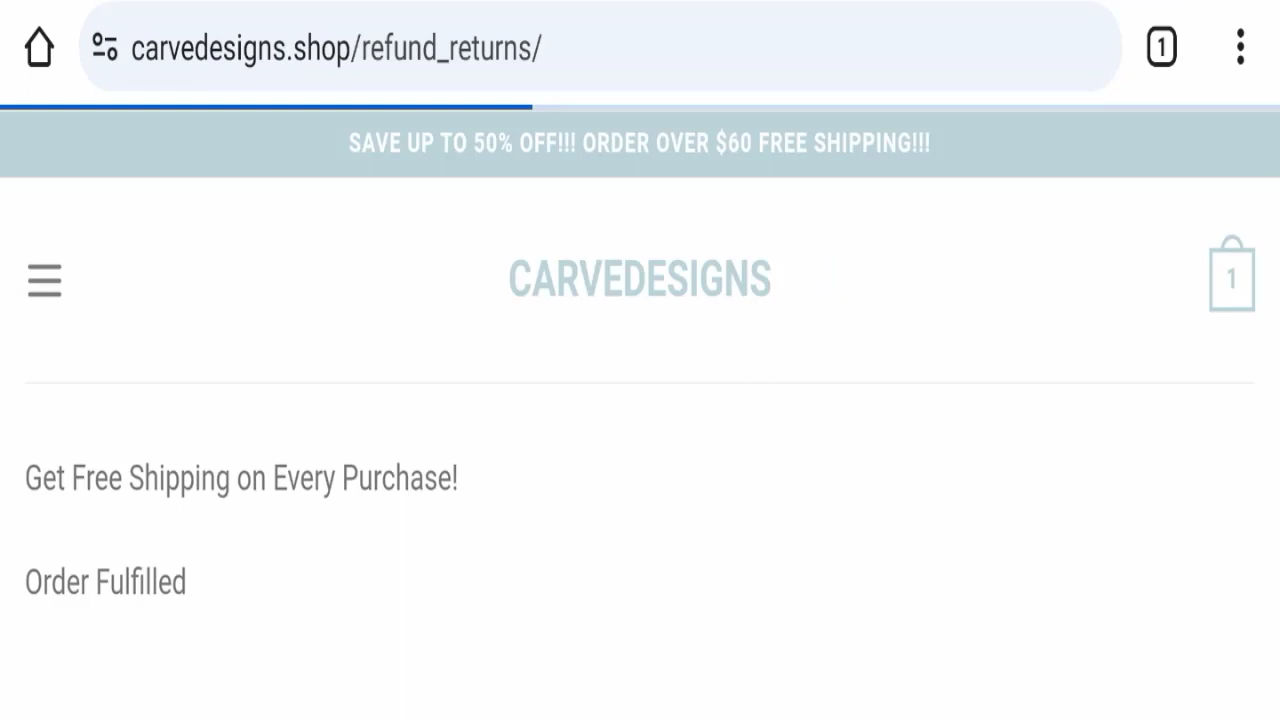 carvedesigns.shop/refund_returns/
1
SAVE UP TO 50% OFF!!! ORDER OVER $60 FREE SHIPPING!!!
CARVEDESIGNS
1
Get Free Shipping on Every Purchase!
Order Fulfilled